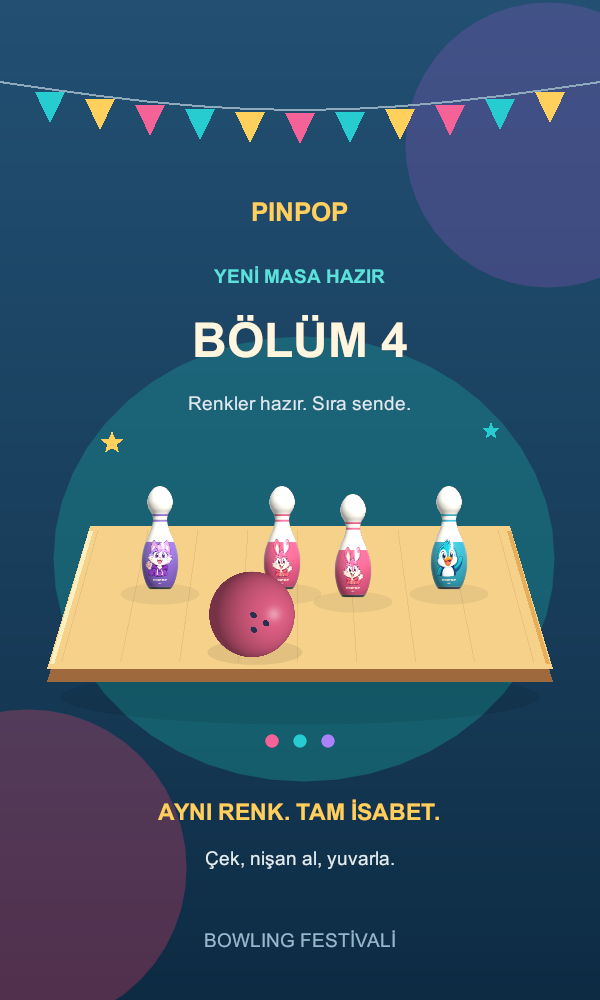 PINPOP
YENİ MASA HAZIR
BÖLÜM 4
Renkler hazır. Sıra sende.
AYNI RENK. TAM İSABET.
Çek, nişan al, yuvarla.
BOWLING FESTİVALİ